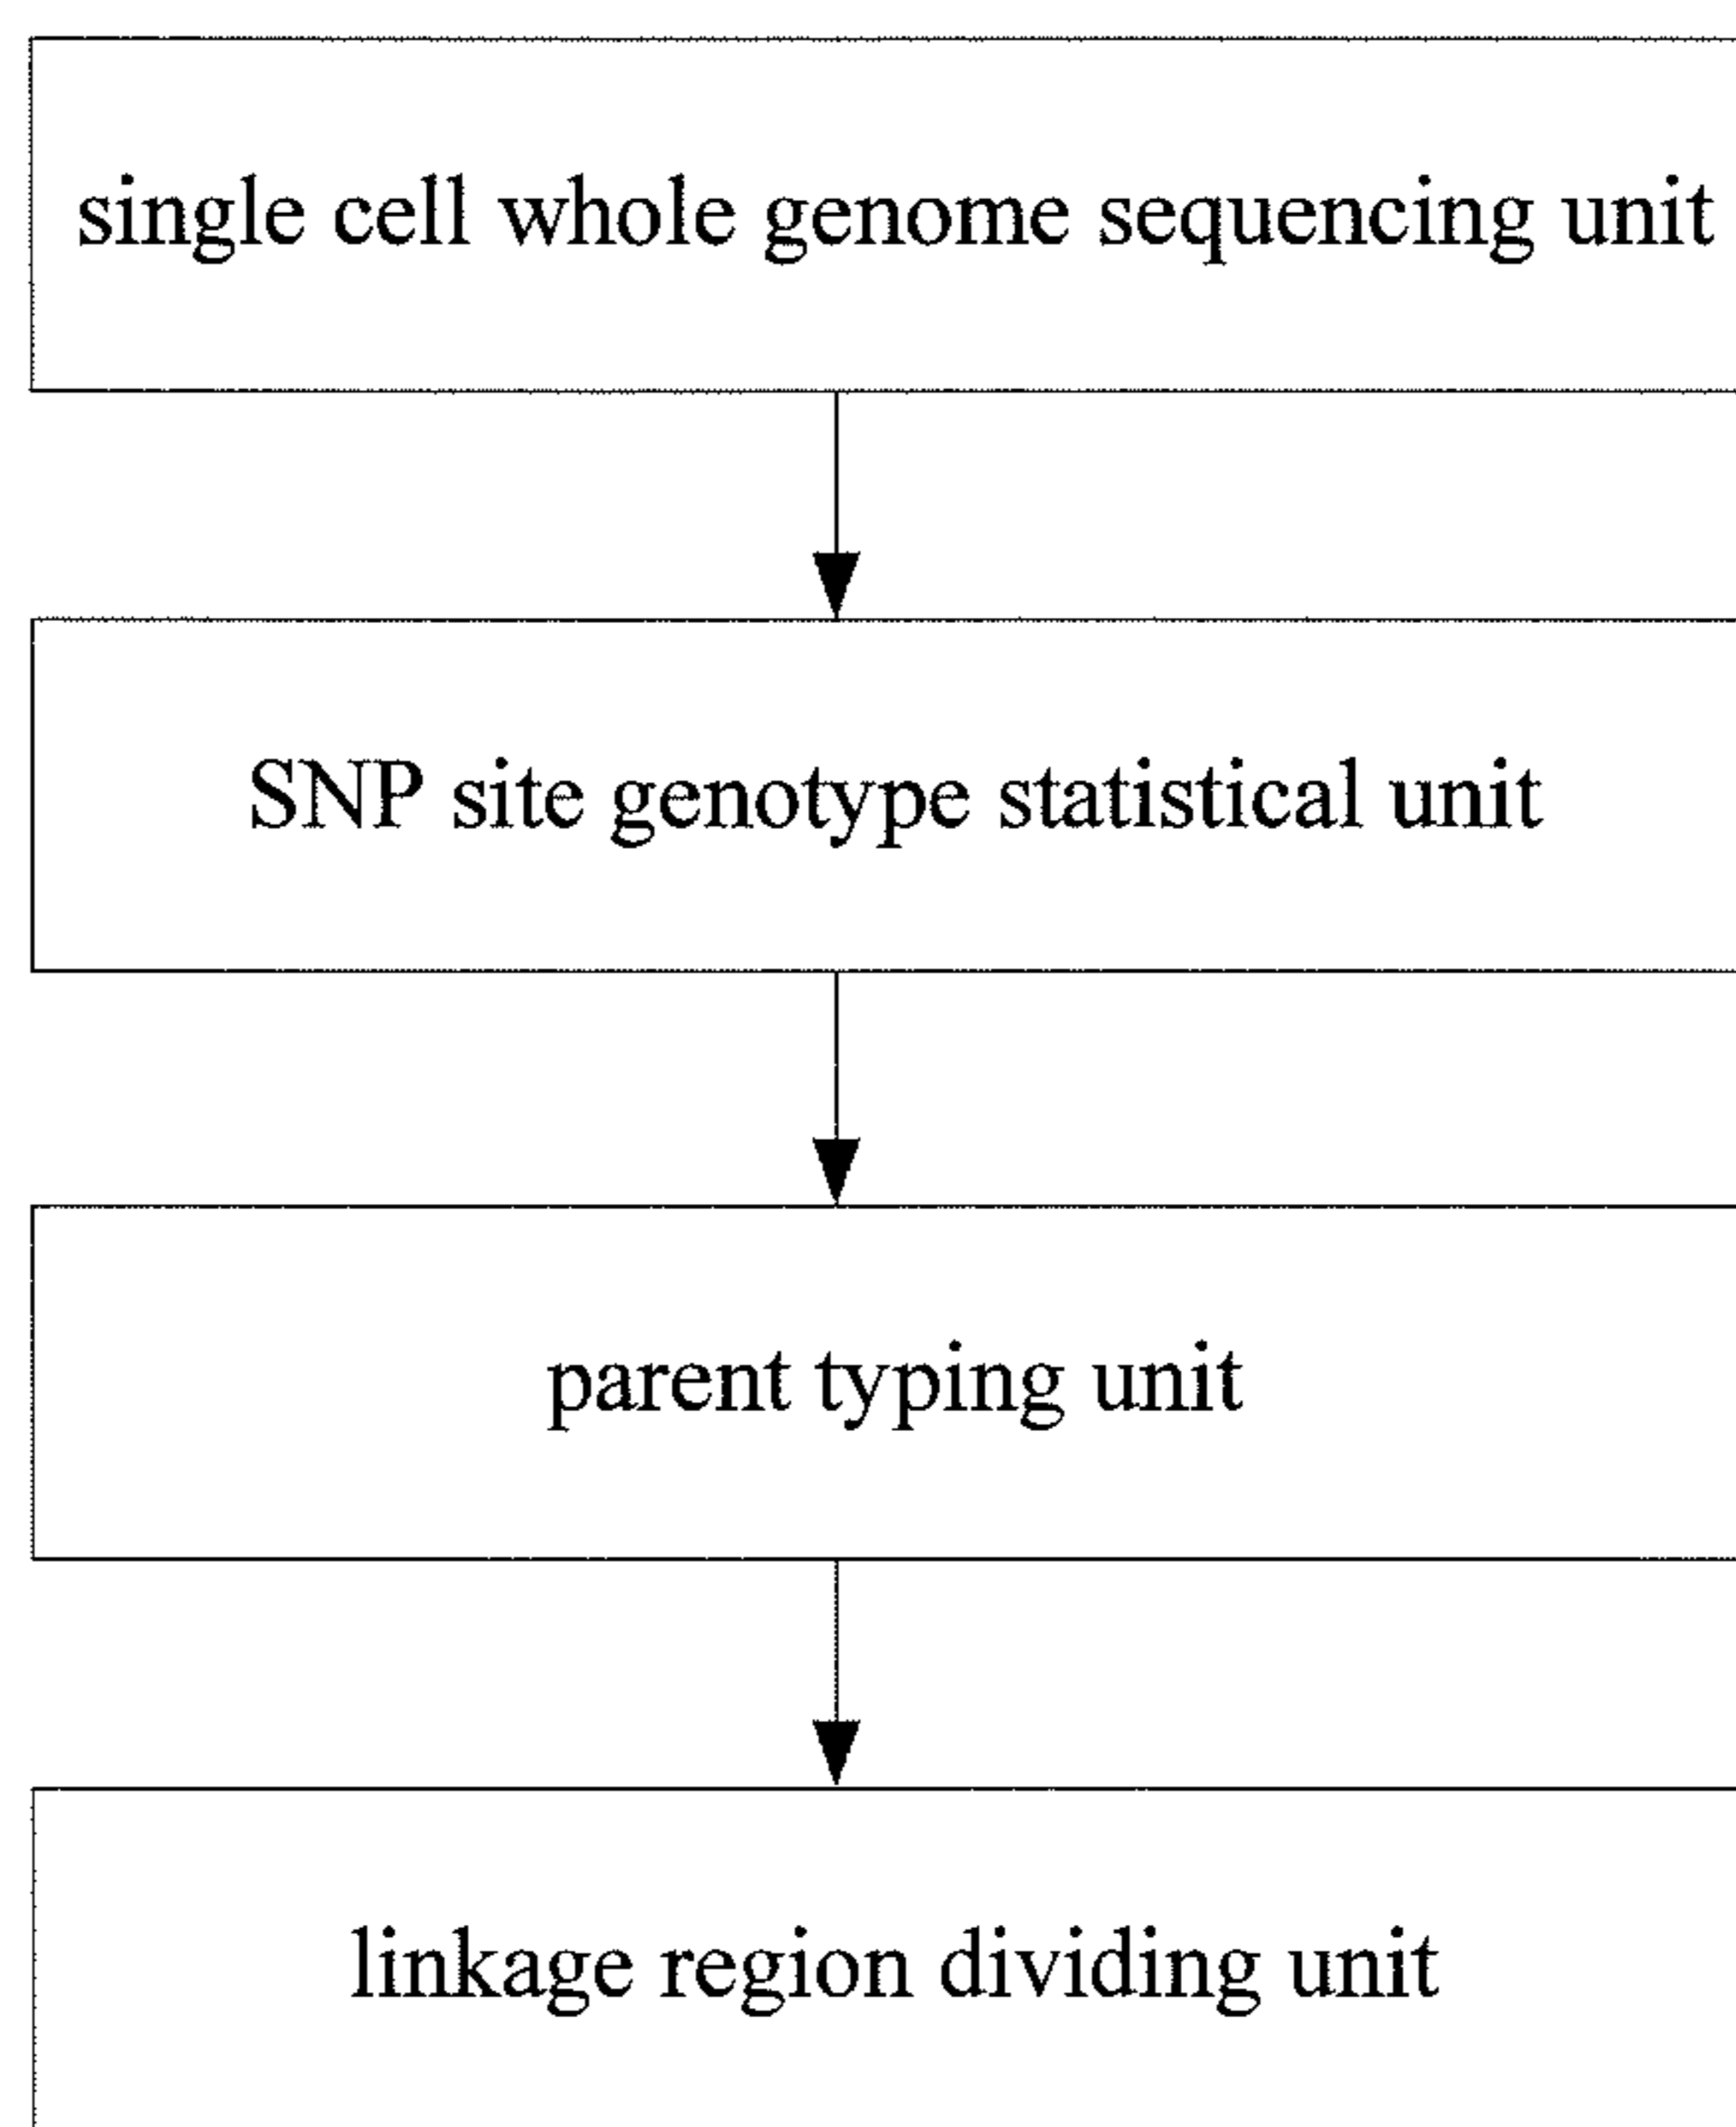 single cell whole genome sequencing unit
SNP site genotype statistical unit
parent typing unit
linkage region dividing unit